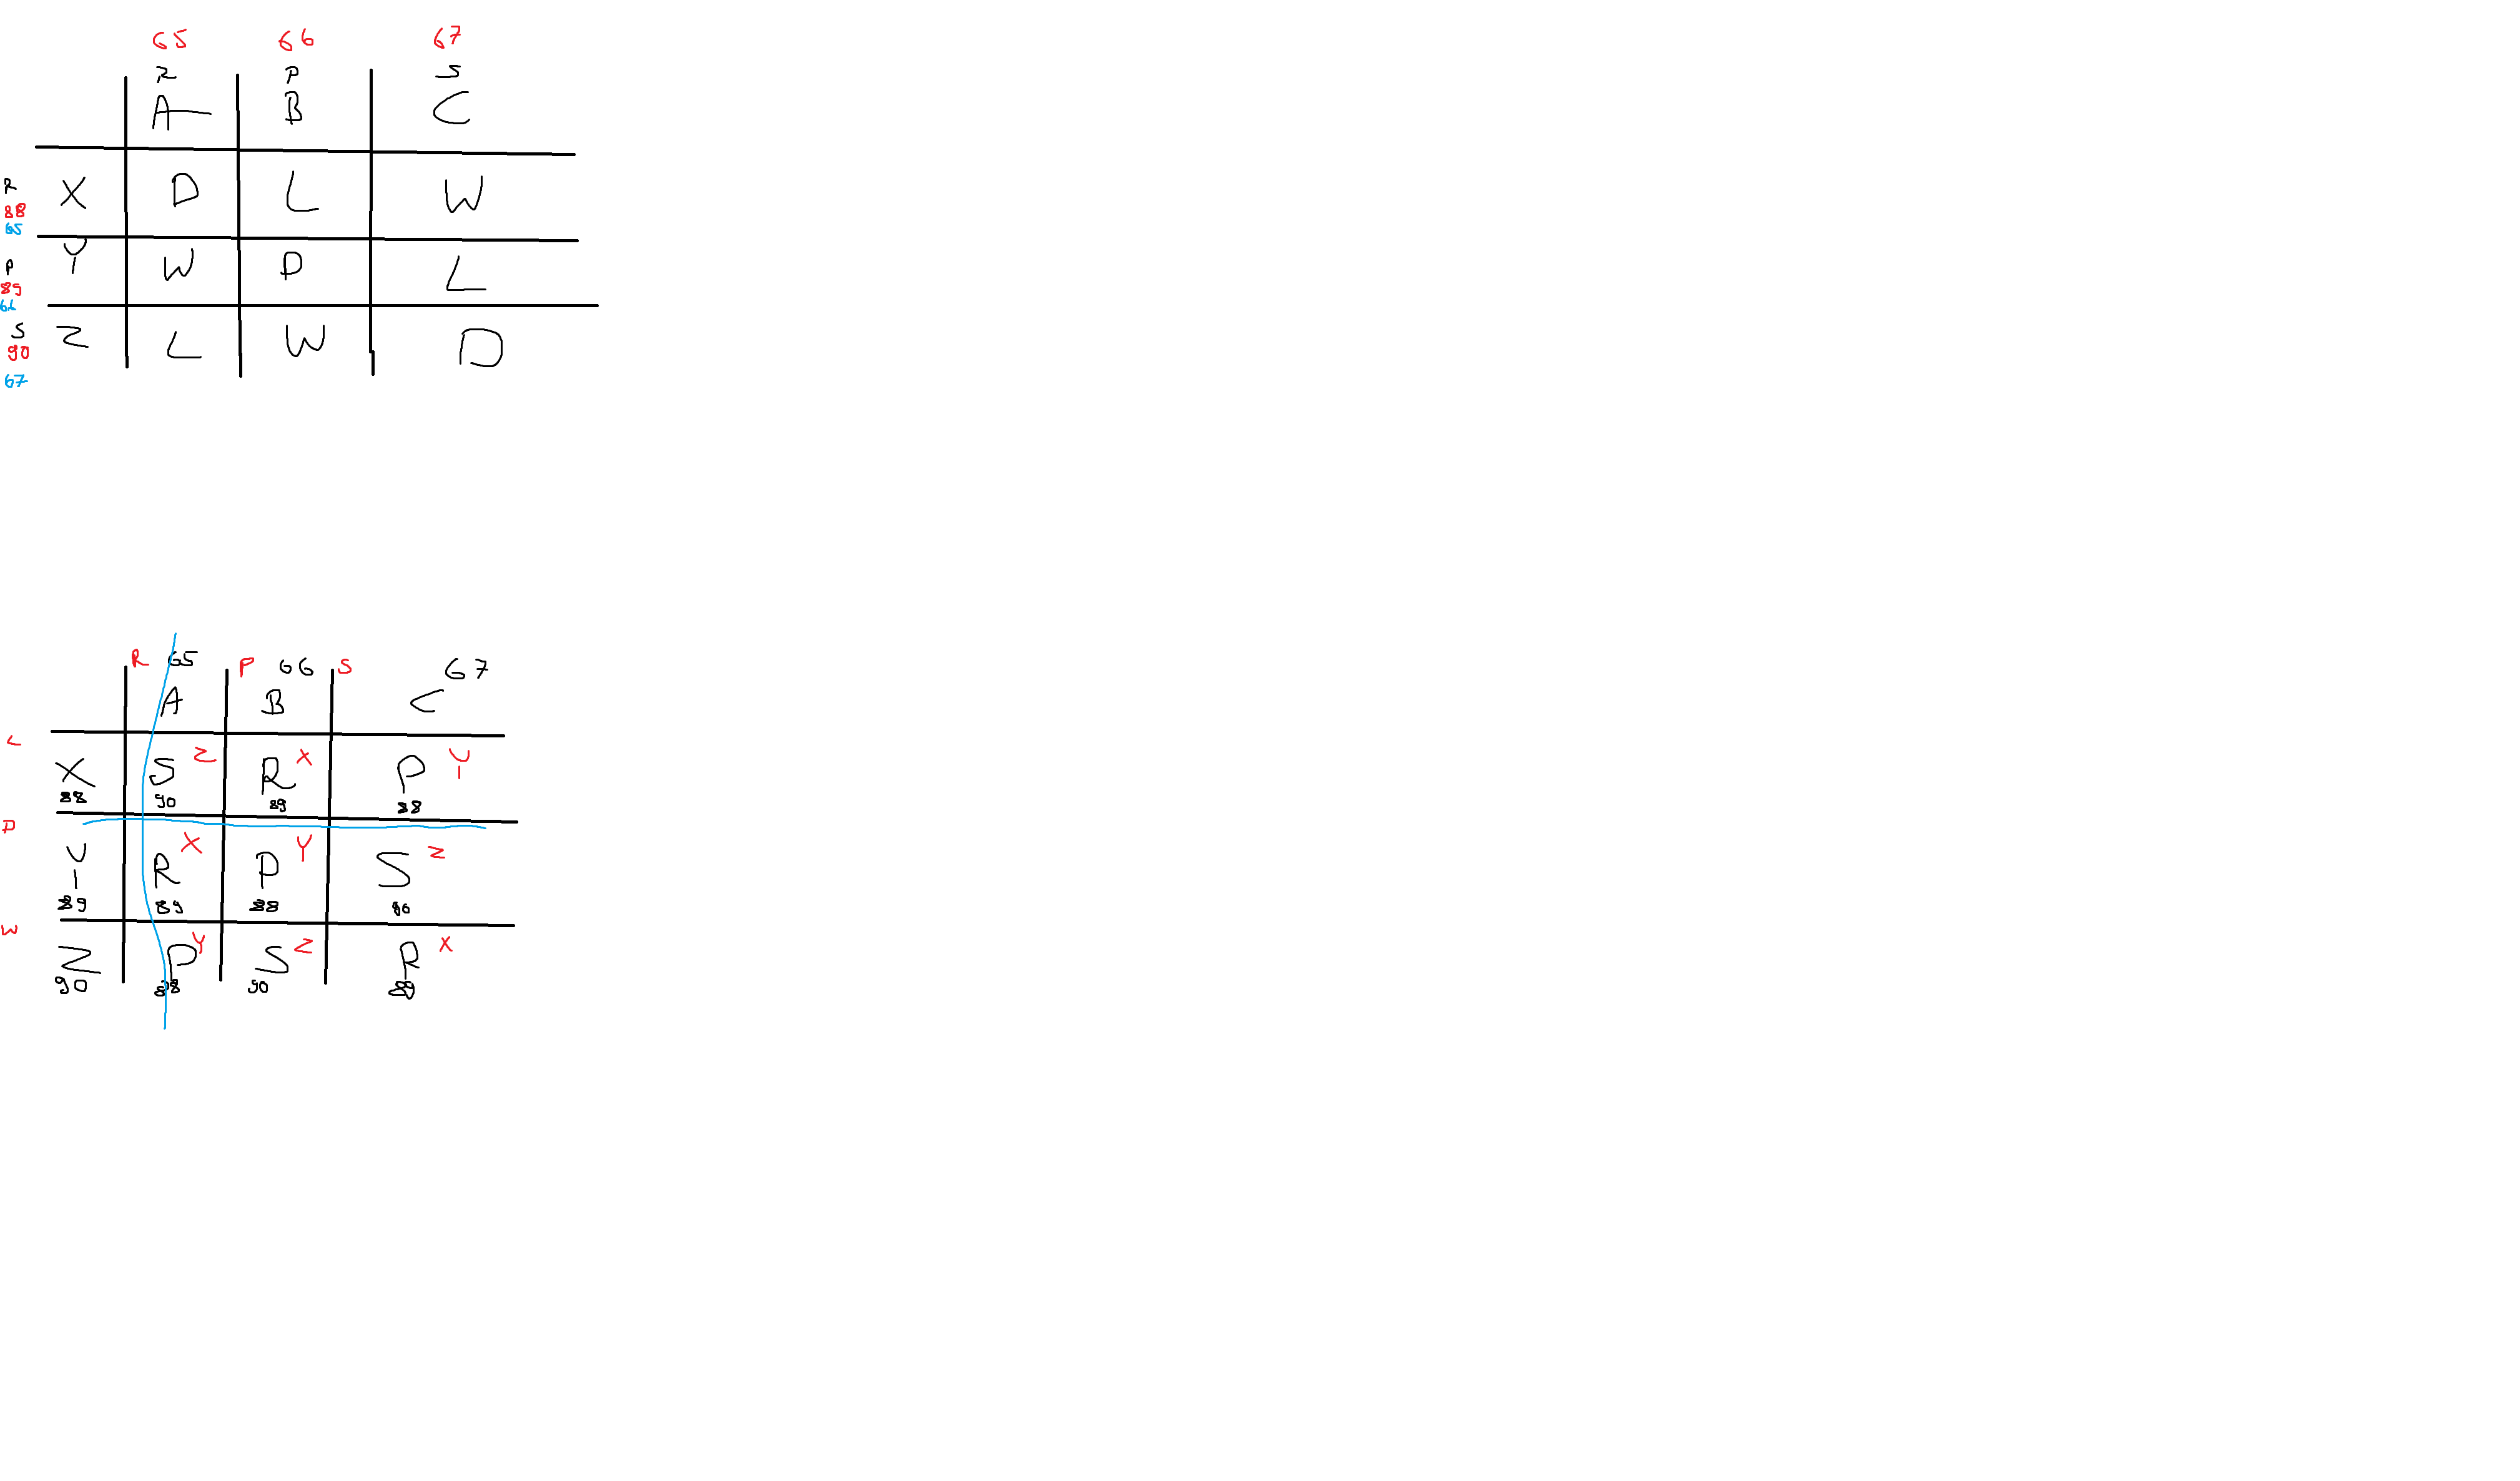 65 66 67
R P S
A B C
R X D L W
88
65
P Y W D L
89
66
S Z L W D
90
67
R 65 P 66 S 67
A B C
L X S Z R X P Y
88 90 89 88
D Y R X P Y S Z
89 89 88 90
W Z P Y S Z R X
90 88 90 89